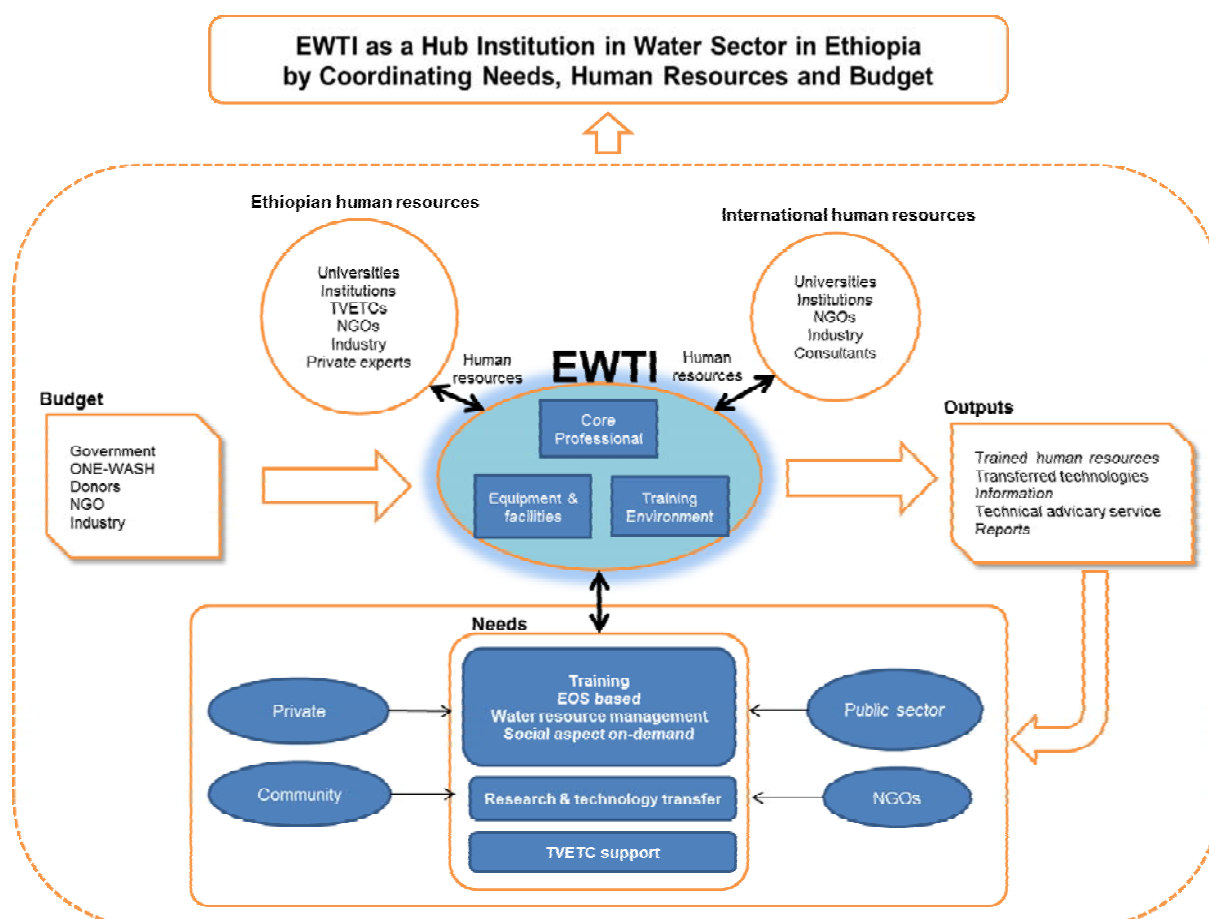 EWTI as a Hub Institution in Water Sector in Ethiopia
by Coordinating Needs, Human Resources and Budget
Ethiopian human resources
Universities
Institutions
TVETCs
NGOs
Industry
Private experts
International human resources
Universities
Institutions
NGOs
Industry
Consultants
Human
resources
EWTI
Human
resources
Core
Professional
Equipment &
facilities
Training
Environment
Budget
Government
ONE-WASH
Donors
NGO
Industry
Outputs
Trained human resources
Transferred technologies
Information
Technical advicary service
Reports
Needs
Training
EOS based
Water resource management
Social aspect on-demand
Research & technology transfer
TVETC support
Private
Community
Public sector
NGOs